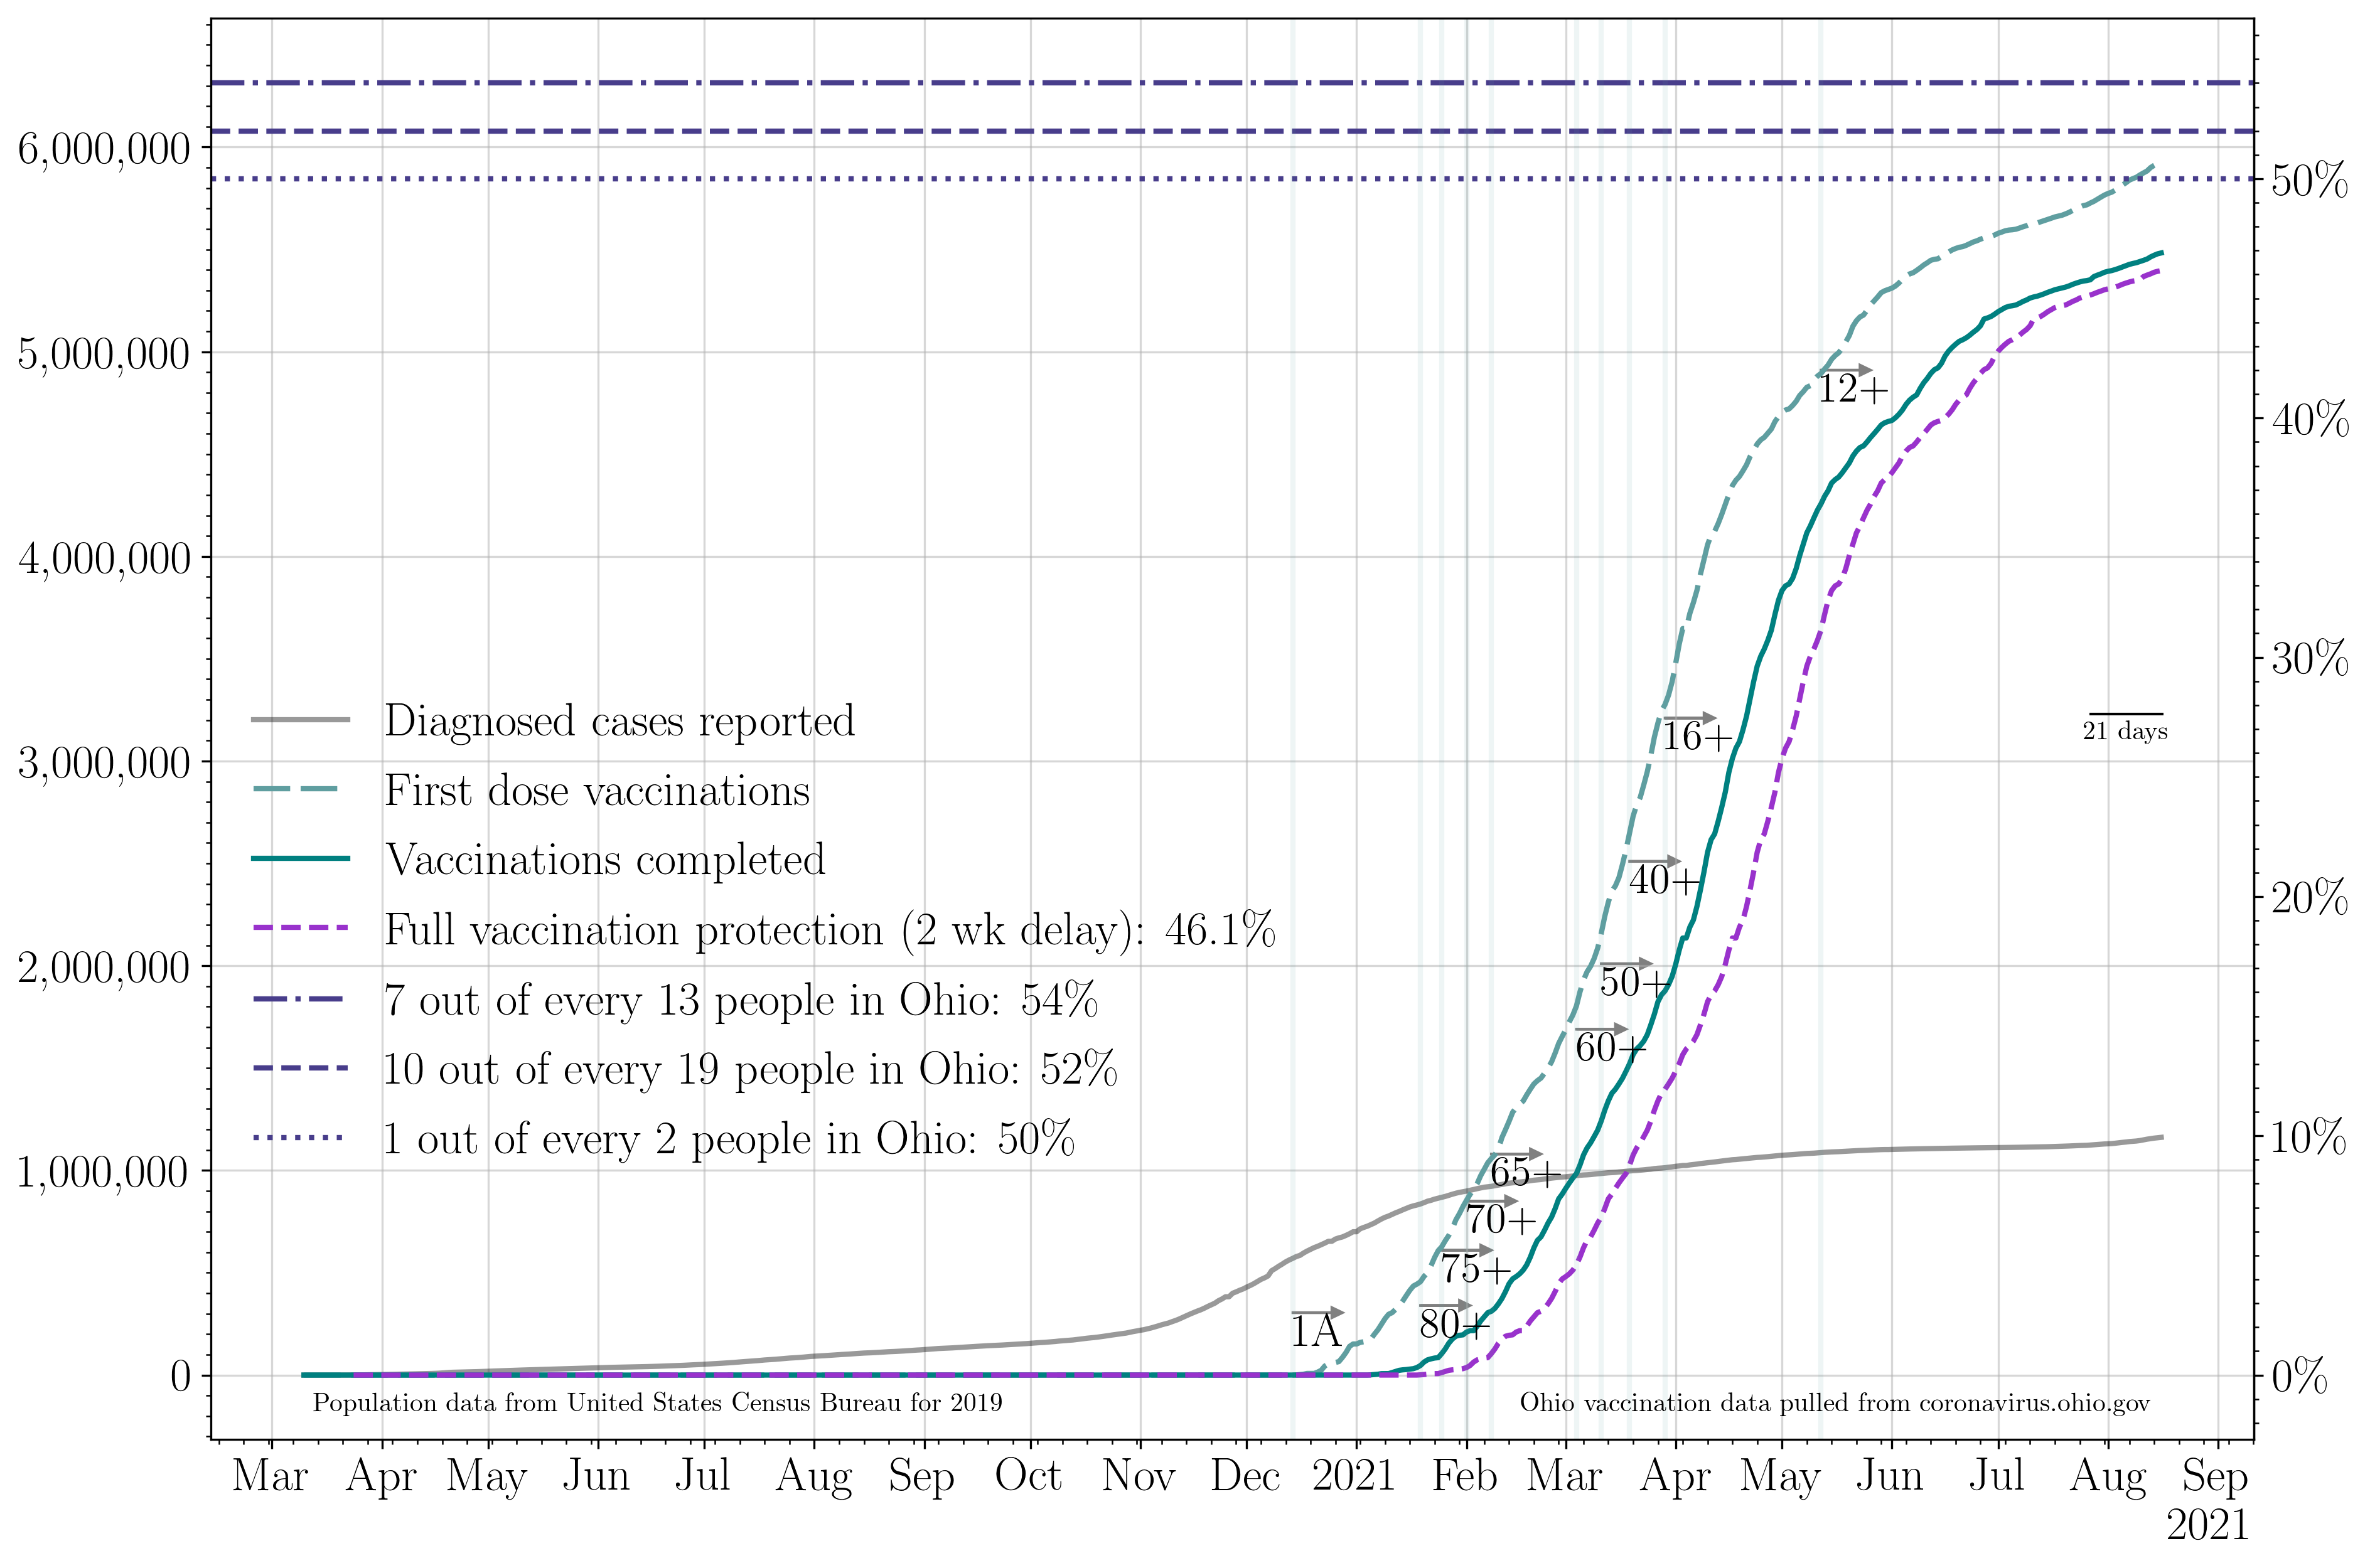 6,000,000
5,000,000
4,000,000
3,000,000
2,000,000
1,000,000
0
50%
40%
30%
20%
10%
0%
Diagnosed cases reported
First dose vaccinations
Vaccinations completed
Full vaccination protection (2 wk delay): 46.1%
7 out of every 13 people in Ohio: 54%
10 out of every 19 people in Ohio: 52%
1 out of every 2 people in Ohio: 50%
12+
16+
21 days
40+
50+
60+
65+
70+
75+
80+
1A
Population data from United States Census Bureau for 2019
Ohio vaccination data pulled from coronavirus.ohio.gov
Mar Apr May Jun Jul Aug Sep Oct Nov Dec 2021 Feb Mar Apr May Jun Jul Aug Sep
2021